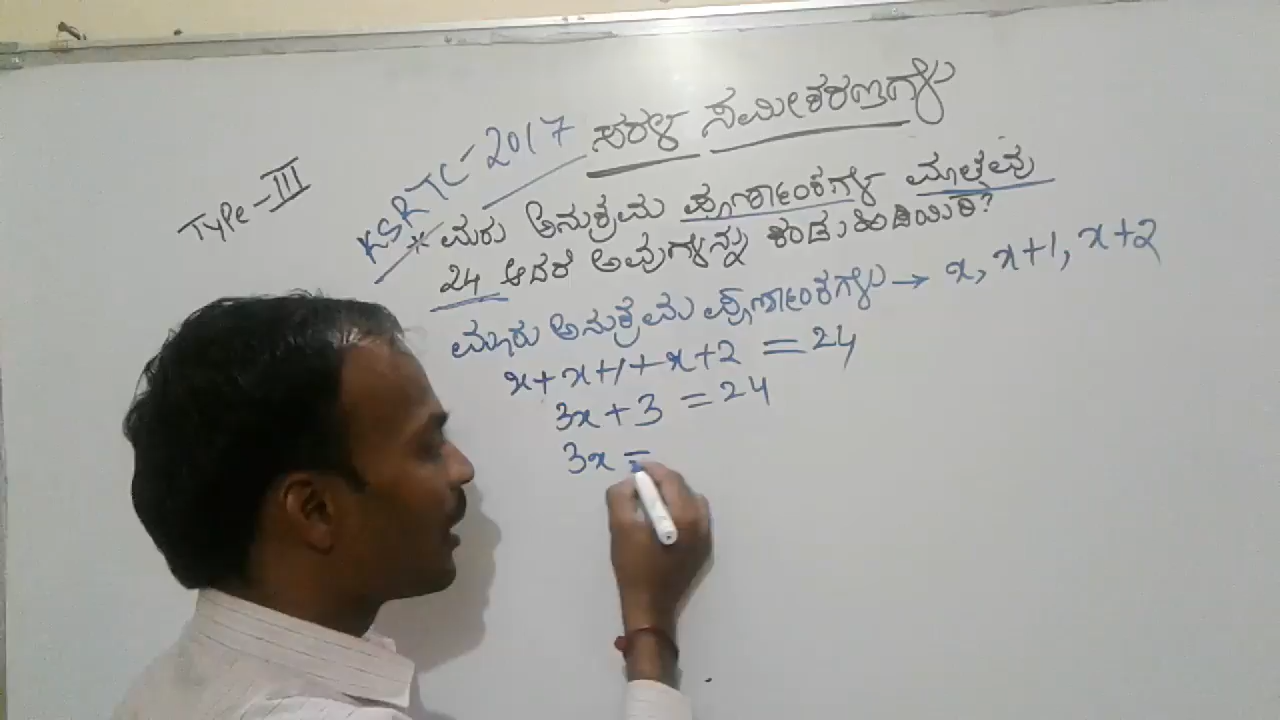 Type-III
KSRTC-2017
ಸರಳ ಸಮೀಕರಣಗಳು
* ಮೂರು ಅನುಕ್ರಮ ಪೂರ್ಣಾಂಕಗಳ ಮೊತ್ತವು
24 ಆದರೆ ಅವುಗಳನ್ನು ಕಂಡು ಹಿಡಿಯಿರಿ?
ಮೂರು ಅನುಕ್ರಮ ಪೂರ್ಣಾಂಕಗಳು → x, x+1, x+2
x+x+1+x+2 = 24
3x+3 = 24
3x =